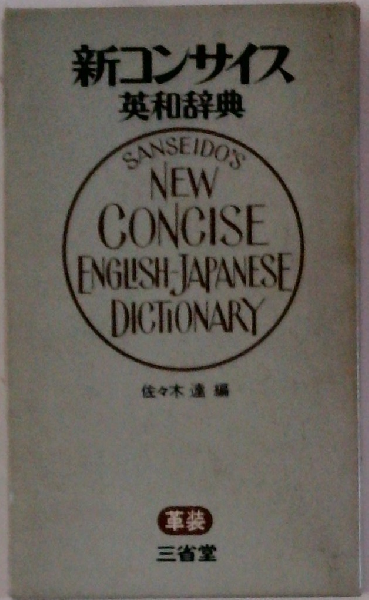 新コンサイス
英和辞典
SANSEIDO'S
NEW
CONCISE
ENGLISH-JAPANESE
DICTIONARY
佐々木 達 編
革装
三省堂